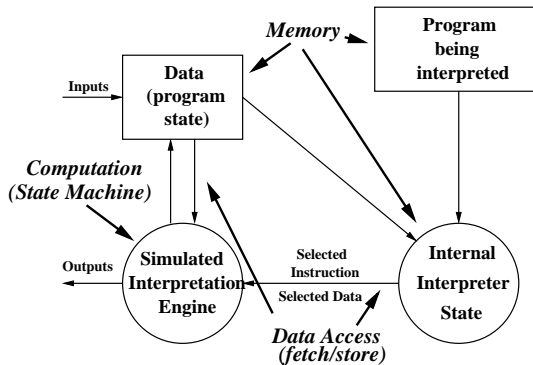 Memory
Program
being
interpreted
Data
(program
state)
Inputs
Computation
(State Machine)
Simulated
Interpretation
Engine
Outputs
Selected
Instruction
Selected Data
Internal
Interpreter
State
Data Access
(fetch/store)